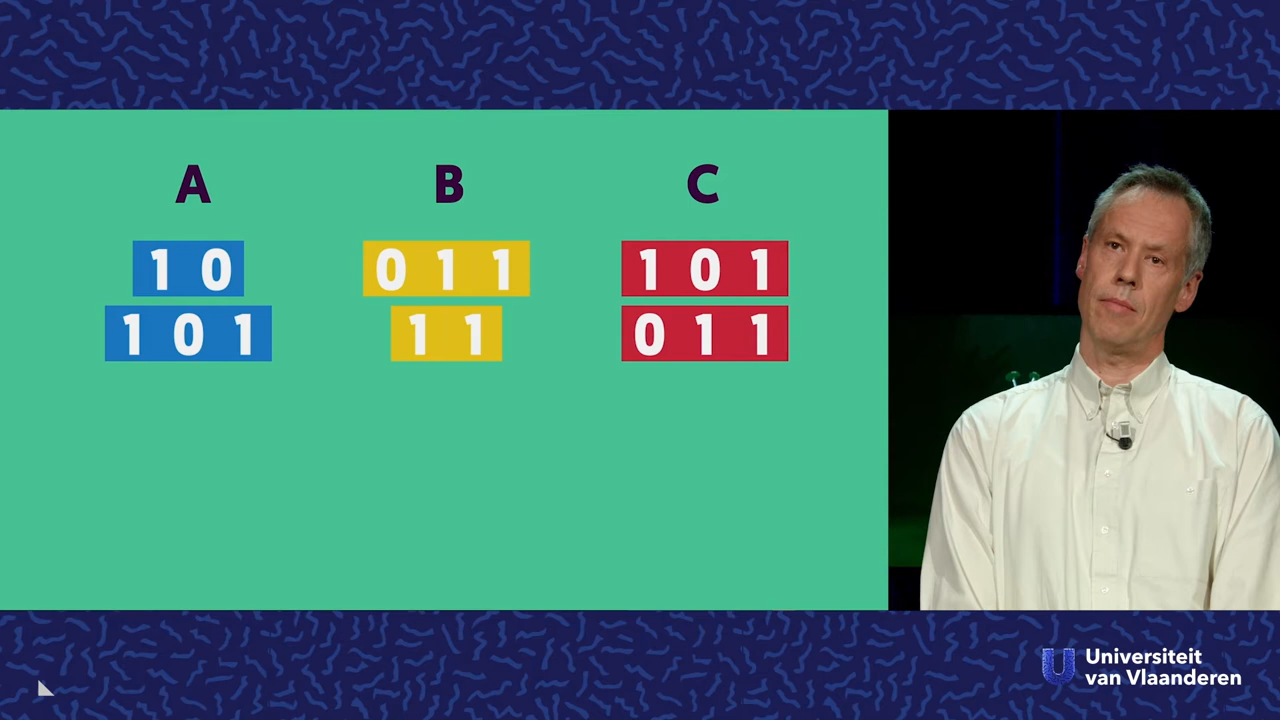 A B C
1 0 0 1 1 1 0 1
1 0 1 1 1 0 1 1
Universiteit
van Vlaanderen